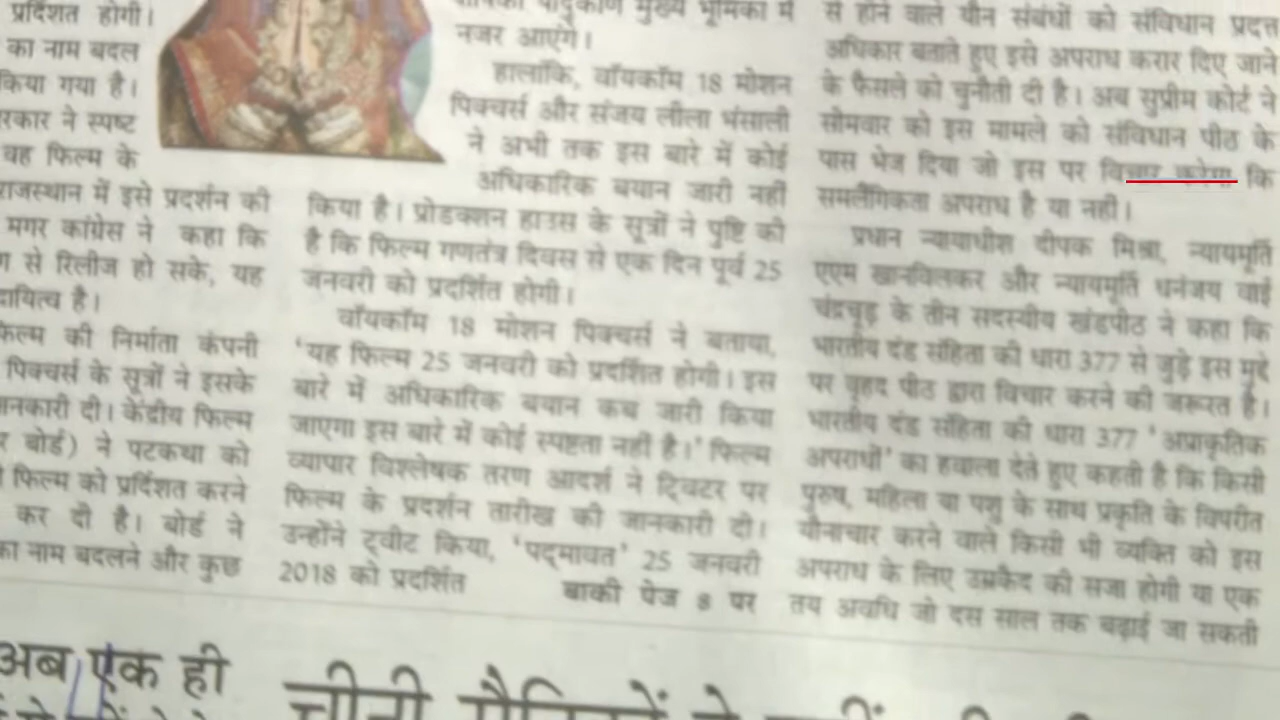 प्रर्दिशत होगी।
का नाम बदल
किया गया है।
रकार ने स्पष्ट
यह फिल्म के
राजस्थान में इसे प्रदर्शन की
मगर कांग्रेस ने कहा कि
से रिलीज हो सके, यह
दायित्व है।
फिल्म की निर्माता कंपनी
पिक्चर्स के सूत्रों ने इसके
जानकारी दी। केंद्रीय फिल्म
र बोर्ड) ने पटकथा को
फिल्म को प्रर्दिशत करने
कर दी है। बोर्ड ने
का नाम बदलने और कुछ
पादुकोण मुख्य भूमिका में
नजर आएंगे।
हालांकि, वॉयकॉम 18 मोशन
पिक्चर्स और संजय लीला भंसाली
ने अभी तक इस बारे में कोई
अधिकारिक बयान जारी नहीं
किया है। प्रोडक्शन हाउस के सूत्रों ने पुष्टि की
है कि फिल्म गणतंत्र दिवस से एक दिन पूर्व 25
जनवरी को प्रदर्शित होगी।
वॉयकॉम 18 मोशन पिक्चर्स ने बताया,
'यह फिल्म 25 जनवरी को प्रदर्शित होगी। इस
बारे में अधिकारिक बयान कब जारी किया
जाएगा इस बारे में कोई स्पष्टता नहीं है।' फिल्म
व्यापार विश्लेषक तरण आदर्श ने ट्विटर पर
फिल्म के प्रदर्शन तारीख की जानकारी दी।
उन्होंने ट्वीट किया, 'पद्मावत' 25 जनवरी
2018 को प्रदर्शित बाकी पेज 8 पर
से होने वाले यौन संबंधों को संविधान प्रदत्त
अधिकार बताते हुए इसे अपराध करार दिए जाने
के फैसले को चुनौती दी है। अब सुप्रीम कोर्ट ने
सोमवार को इस मामले को संविधान पीठ के
पास भेज दिया जो इस पर विचार करेगा कि
समलैंगिकता अपराध है या नहीं।
प्रधान न्यायाधीश दीपक मिश्रा, न्यायमूर्ति
एएम खानविलकर और न्यायमूर्ति धनंजय वाई
चंद्रचूड़ के तीन सदस्यीय खंडपीठ ने कहा कि
भारतीय दंड संहिता की धारा 377 से जुड़े इस मुद्दे
पर वृहद पीठ द्वारा विचार करने की जरूरत है।
भारतीय दंड संहिता की धारा 377 'अप्राकृतिक
अपराधों' का हवाला देते हुए कहती है कि किसी
पुरुष, महिला या पशु के साथ प्रकृति के विपरीत
यौनाचार करने वाले किसी भी व्यक्ति को इस
अपराध के लिए उम्रकैद की सजा होगी या एक
तय अवधि जो दस साल तक बढ़ाई जा सकती
अब एक ही
चीनी सैनिकों ने